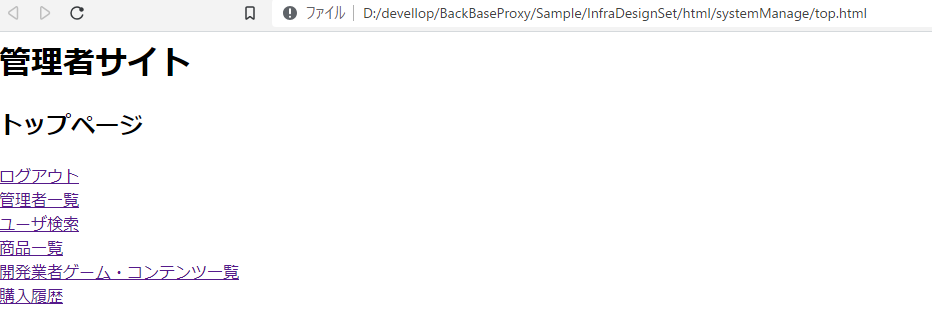 ファイル D:/devellop/BackBaseProxy/Sample/InfraDesignSet/html/systemManage/top.html
管理者サイト
トップページ
ログアウト
管理者一覧
ユーザ検索
商品一覧
開発業者ゲーム・コンテンツ一覧
購入履歴